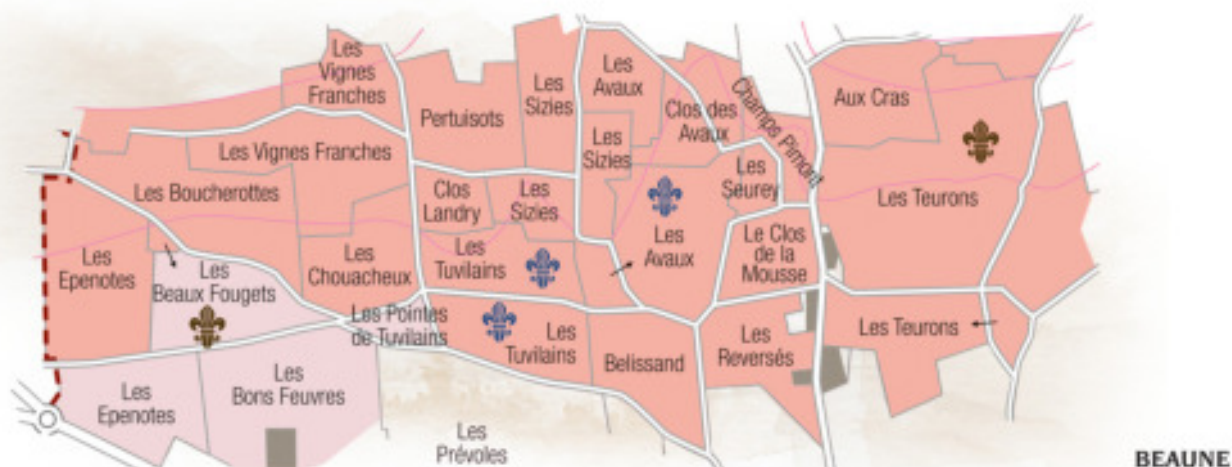 Les
Vignes
Franches
Pertuisots
Les
Sizies
Les
Avaux
Clos des
Avaux
Champs Pimont
Aux Cras
Les Vignes Franches
Les
Sizies
Les Boucherottes
Clos
Landry
Les
Sizies
Les
Seurey
Les Teurons
Les
Epenotes
Les
Beaux Fougets
Les
Chouacheux
Les
Tuvilains
Les
Avaux
Le Clos
de la
Mousse
Les Pointes
de Tuvilains
Les
Tuvilains
Belissand
Les
Reversés
Les Teurons
Les
Epenotes
Les
Bons Feuvres
Les
Prévoles
BEAUNE